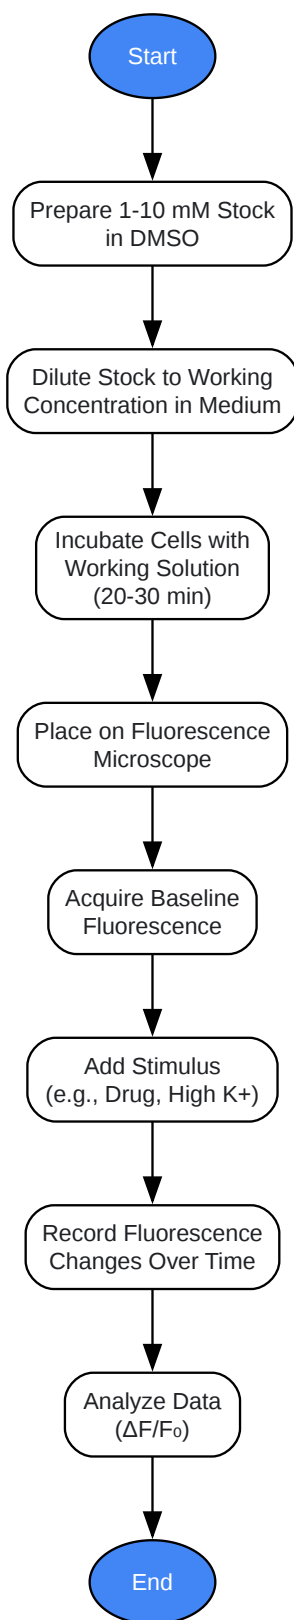 Start
Prepare 1-10 mM Stock
in DMSO
Dilute Stock to Working
Concentration in Medium
Incubate Cells with
Working Solution
(20-30 min)
Place on Fluorescence
Microscope
Acquire Baseline
Fluorescence
Add Stimulus
(e.g., Drug, High K+)
Record Fluorescence
Changes Over Time
Analyze Data
(ΔF/F₀)
End